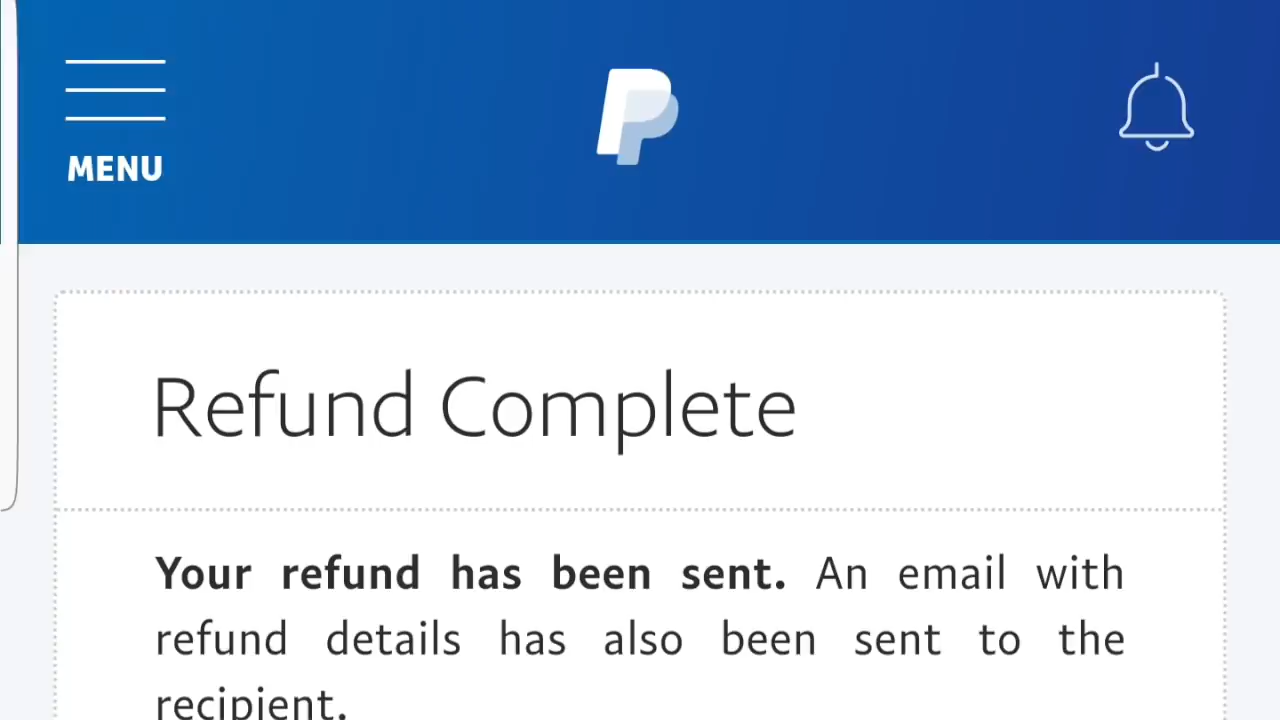 MENU
Refund Complete
Your refund has been sent. An email with
refund details has also been sent to the
recipient.